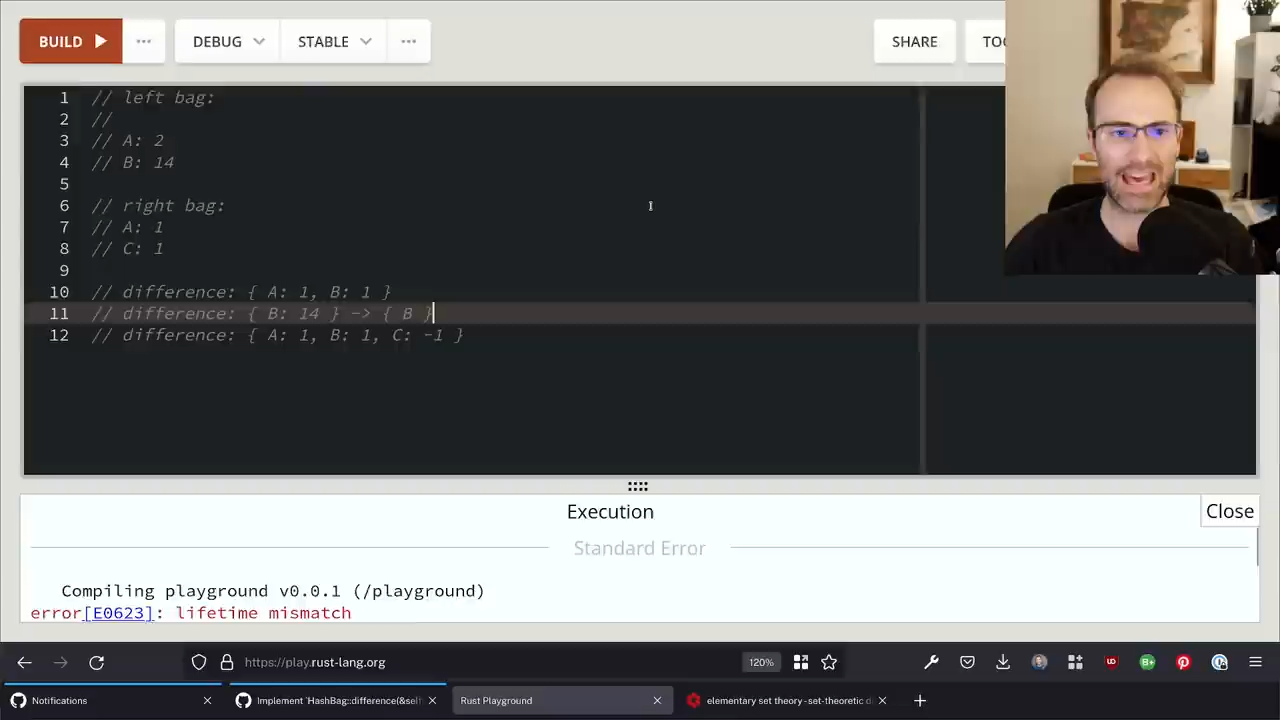 BUILD ··· DEBUG STABLE ··· SHARE TOO
1 // left bag:
2 //
3 // A: 2
4 // B: 14
5
6 // right bag:
7 // A: 1
8 // C: 1
9
10 // difference: { A: 1, B: 1 }
11 // difference: { B: 14 } -> { B }
12 // difference: { A: 1, B: 1, C: -1 }
Execution Close
Standard Error
Compiling playground v0.0.1 (/playground)
error[E0623]: lifetime mismatch
https://play.rust-lang.org 120%
Notifications Implement `HashBag::difference(&self Rust Playground elementary set theory - set-theoretic di